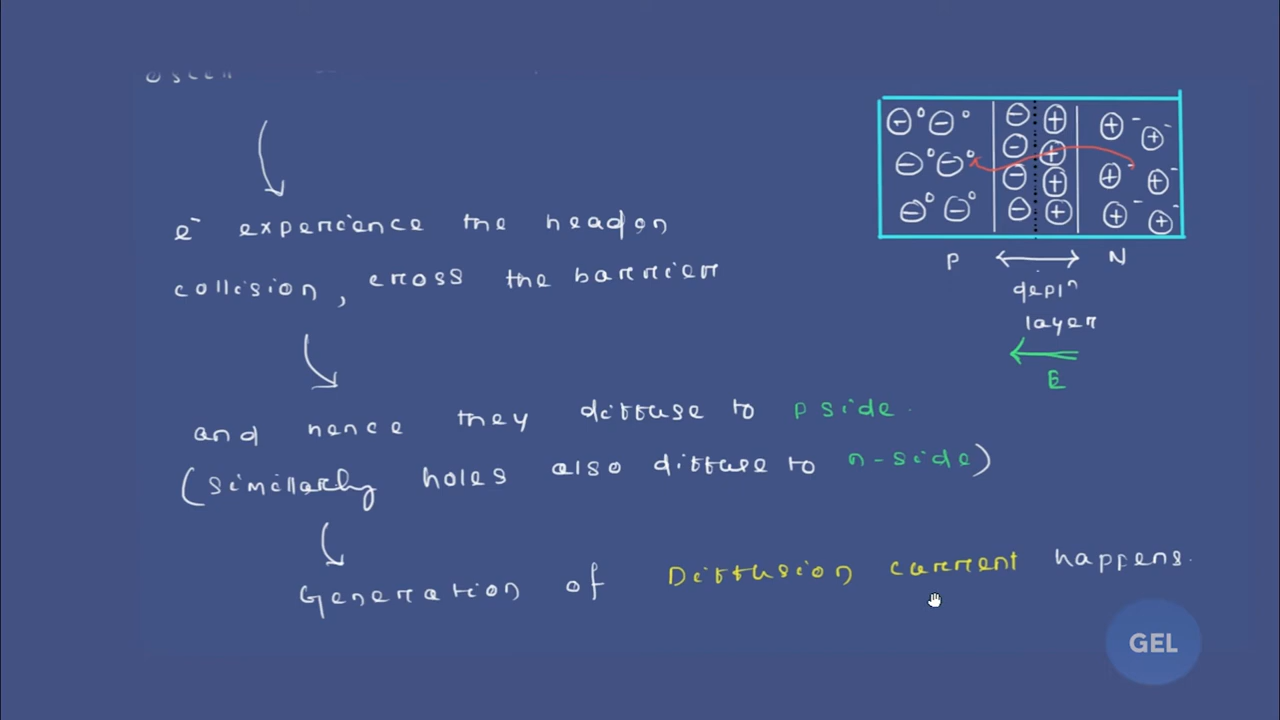 e⁻ experience the headon
collision, cross the barrier
and hence they diffuse to p side.
(similarly holes also diffuse to n-side)
Generation of Diffusion current happens.
P
N
depln
layer
E
GEL